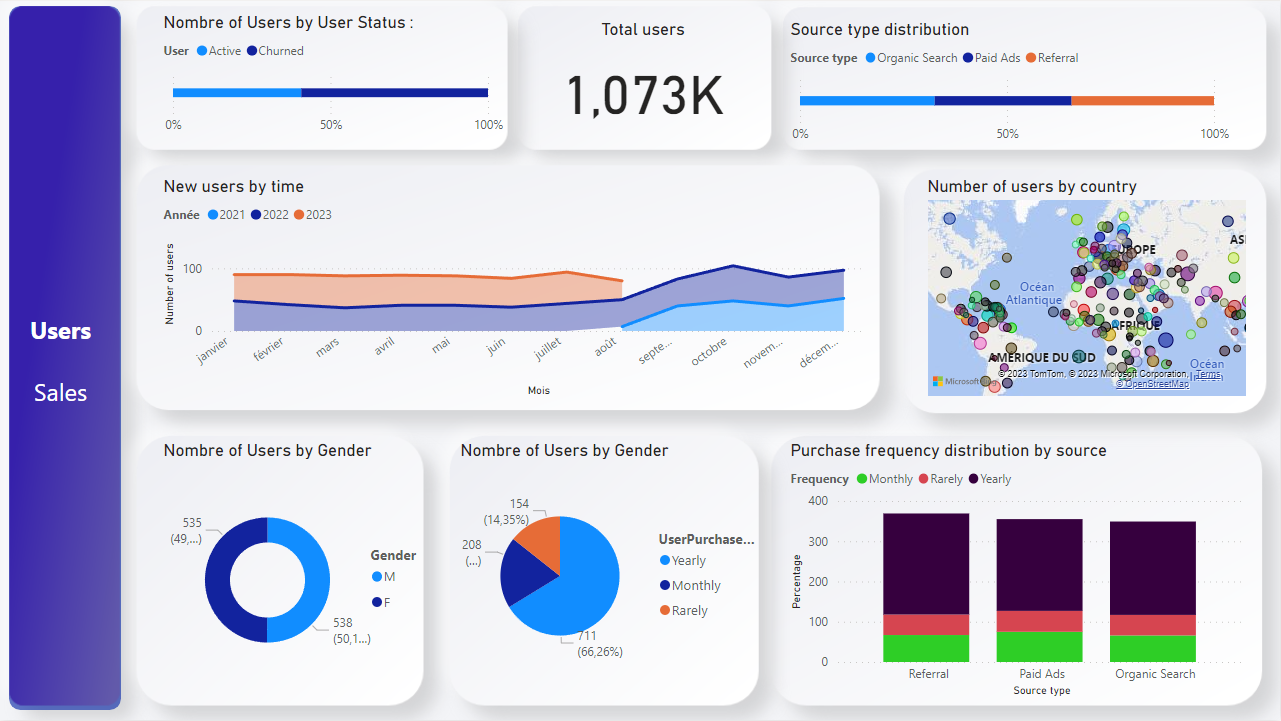 Users
Sales
Nombre of Users by User Status :
User Active Churned
0% 50% 100%
Total users
1,073K
Source type distribution
Source type Organic Search Paid Ads Referral
0% 50% 100%
New users by time
Année 2021 2022 2023
Number of users
100
0
janvier février mars avril mai juin juillet août septe... octobre novem... décem...
Mois
Number of users by country
EUROPE
AS
Océan
Atlantique
AFRIQUE
AMÉRIQUE DU SUD
Océan
© 2023 TomTom, © 2023 Microsoft Corporation, Terms
© OpenStreetMap
Microsoft
Nombre of Users by Gender
535
(49,...)
538
(50,1...)
Gender
M
F
Nombre of Users by Gender
154
(14,35%)
208
(...)
711
(66,26%)
UserPurchase...
Yearly
Monthly
Rarely
Purchase frequency distribution by source
Frequency Monthly Rarely Yearly
Percentage
400
300
200
100
0
Referral Paid Ads Organic Search
Source type